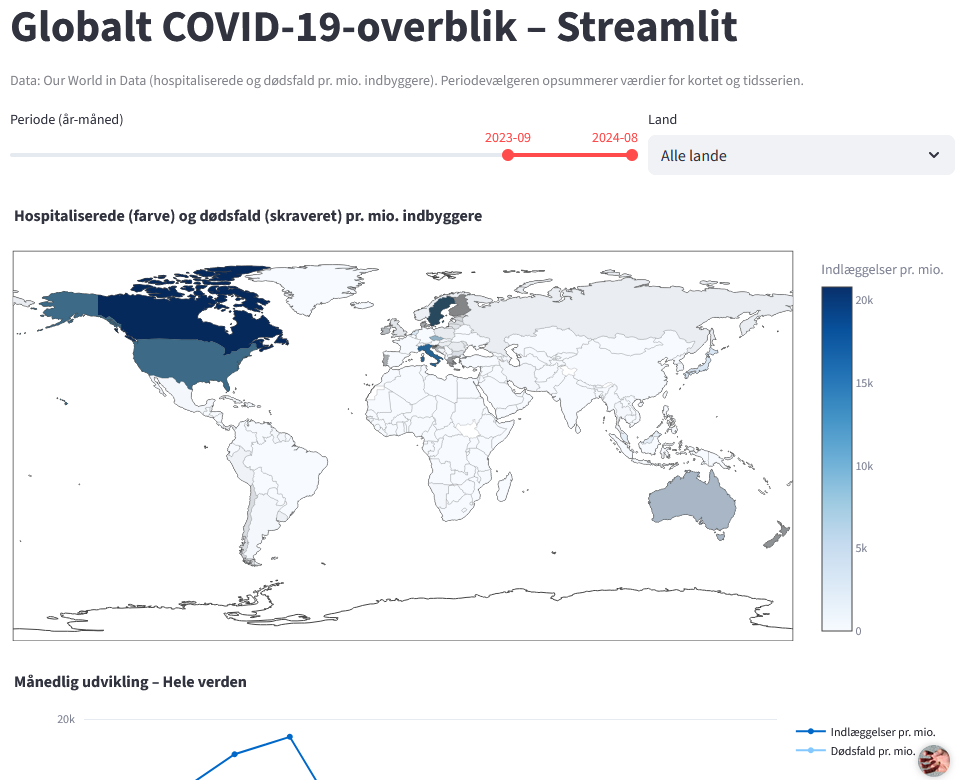 Globalt COVID-19-overblik – Streamlit
Data: Our World in Data (hospitaliserede og dødsfald pr. mio. indbyggere). Periodevælgeren opsummerer værdier for kortet og tidsserien.
Periode (år-måned)
Land
2023-09
2024-08
Alle lande
Hospitaliserede (farve) og dødsfald (skraveret) pr. mio. indbyggere
Indlæggelser pr. mio.
20k
15k
10k
5k
0
Månedlig udvikling – Hele verden
20k
Indlæggelser pr. mio.
Dødsfald pr. mio.